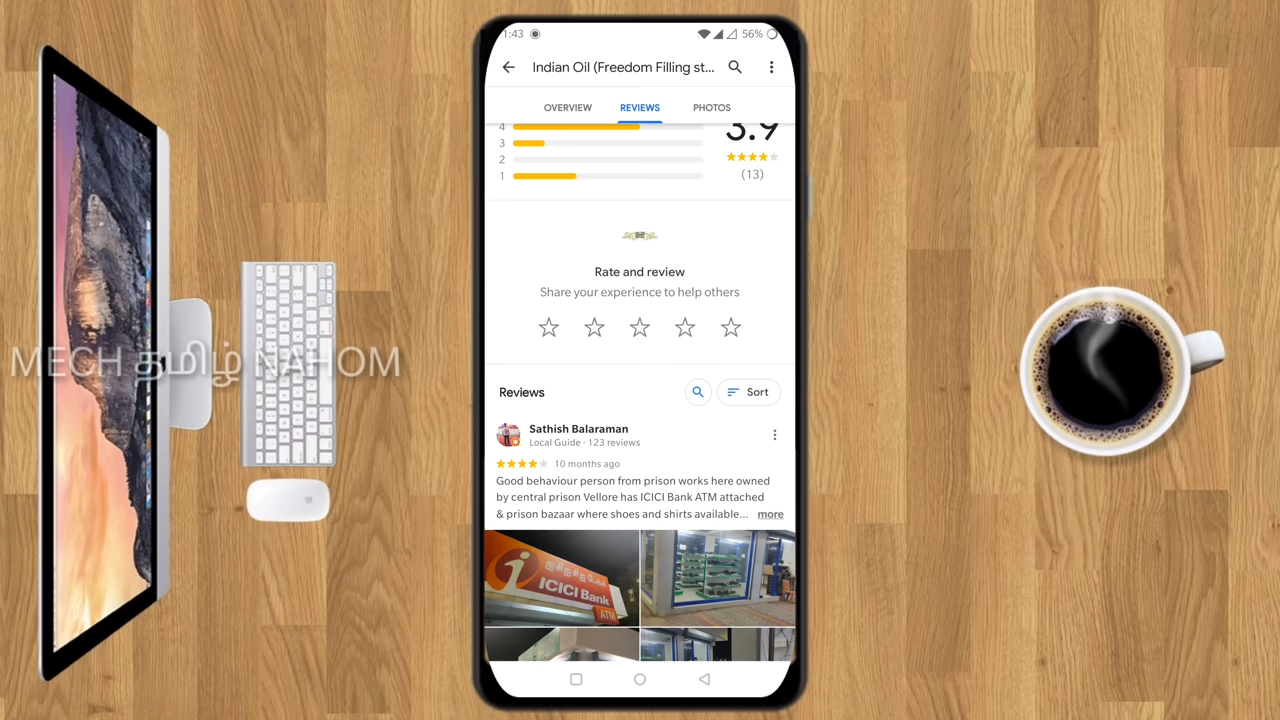 1:43
56%
Indian Oil (Freedom Filling st...
OVERVIEW
REVIEWS
PHOTOS
4
3
2
1
3.9
(13)
Rate and review
Share your experience to help others
Reviews
Sort
Sathish Balaraman
Local Guide · 123 reviews
10 months ago
Good behaviour person from prison works here owned
by central prison Vellore has ICICI Bank ATM attached
& prison bazaar where shoes and shirts available... more
i
ICICI Bank
ATM
MECH தமிழ் NAHOM